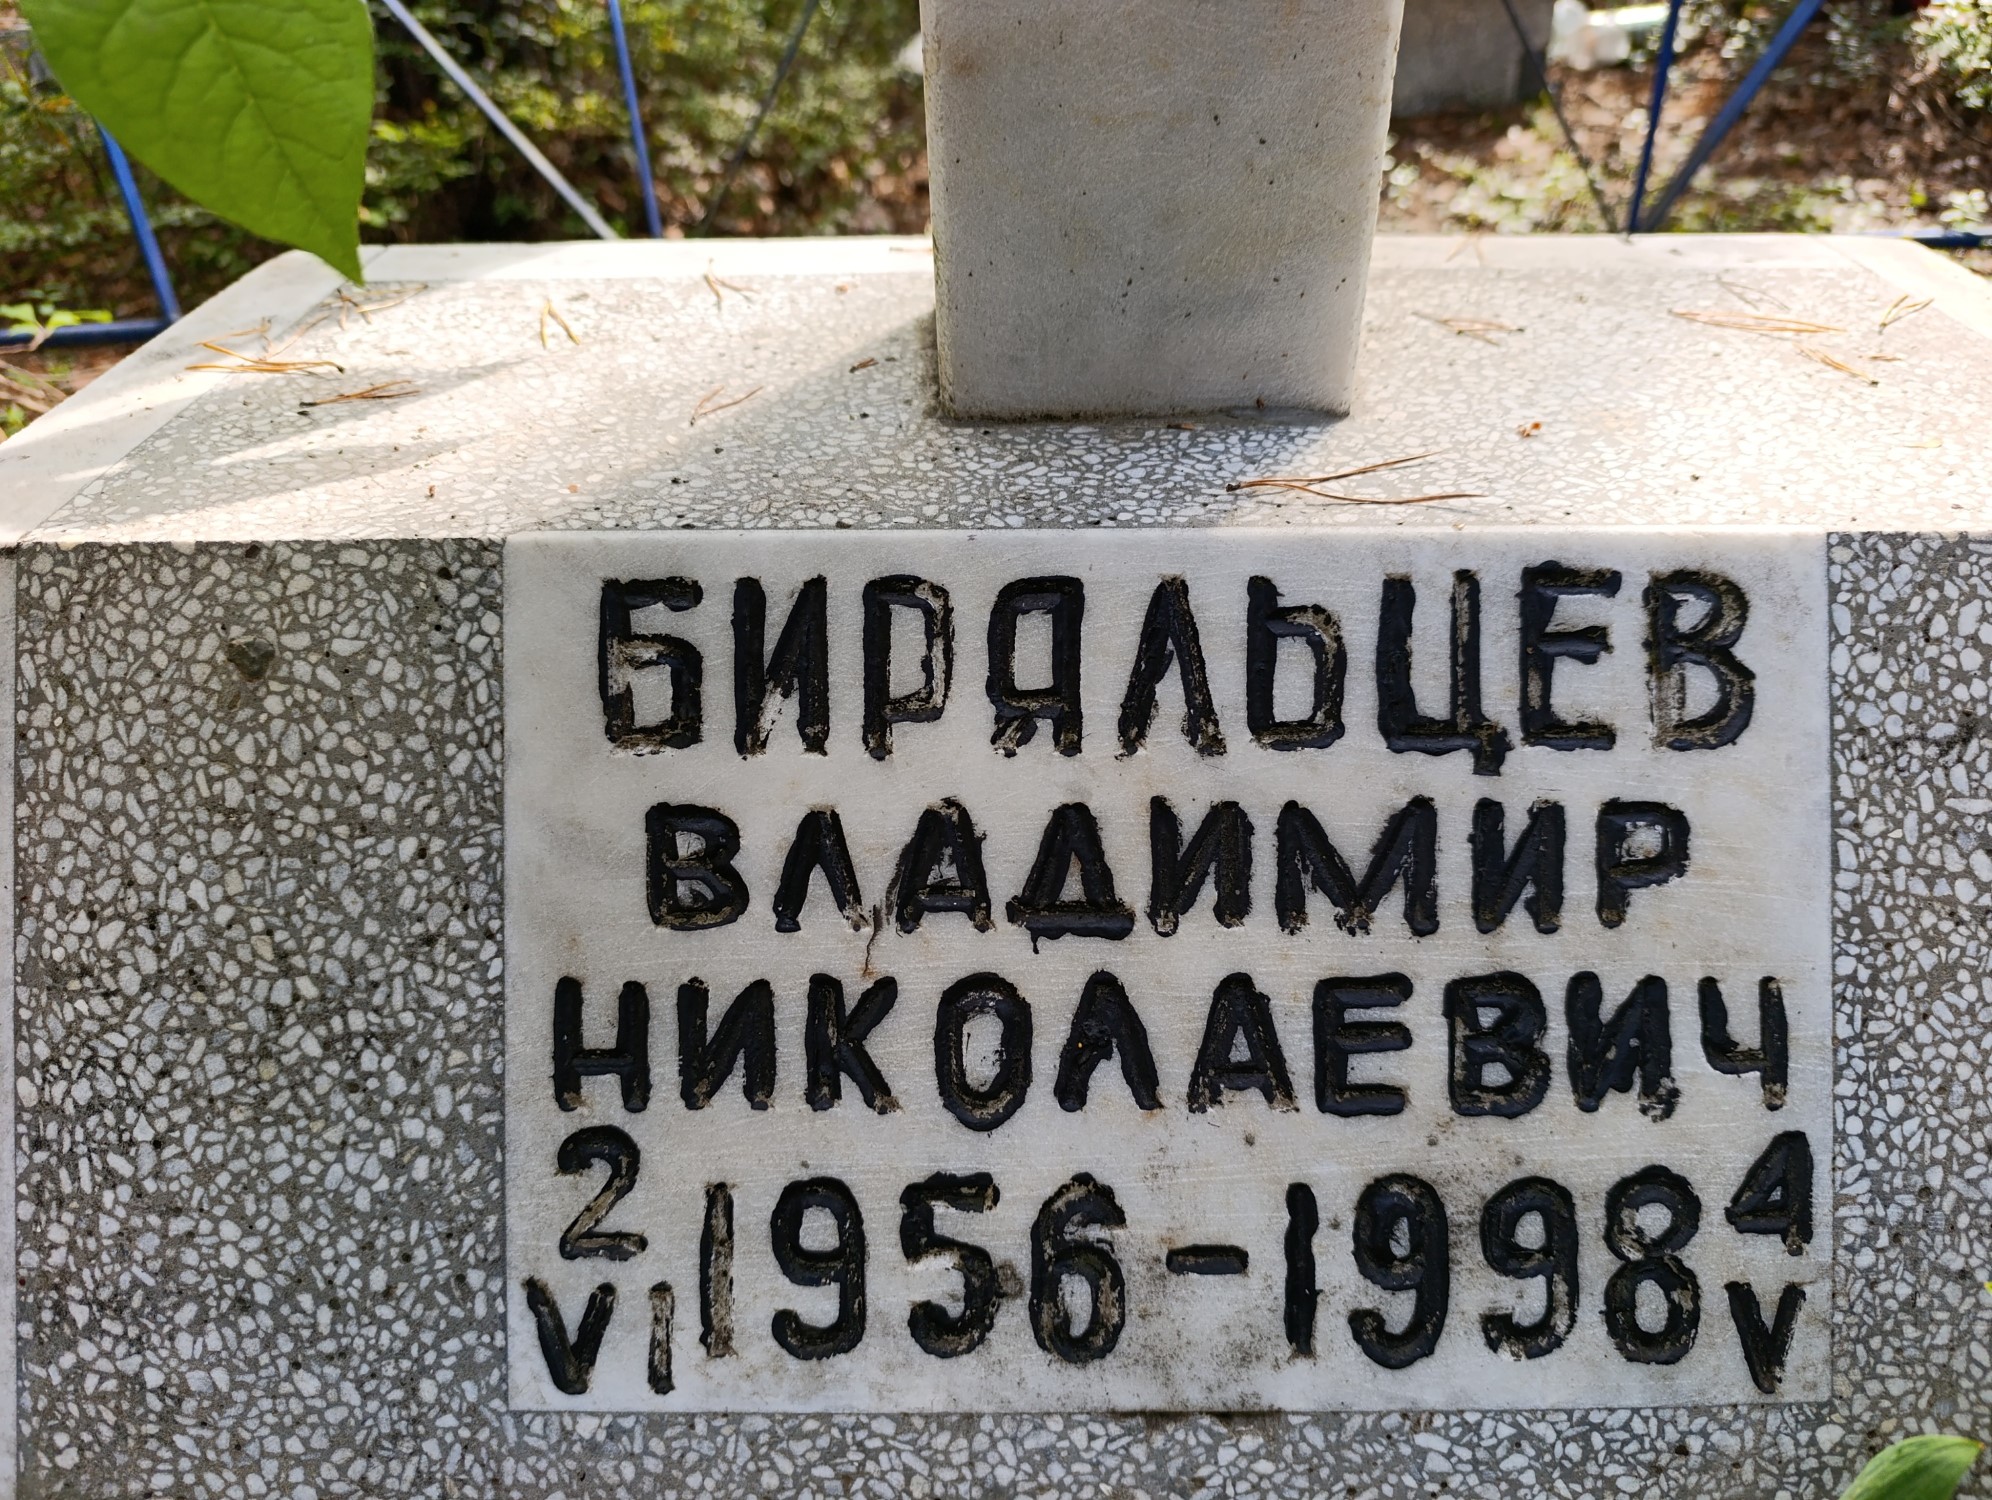 БИРЯЛЬЦЕВ
ВЛАДИМИР
НИКОЛАЕВИЧ
2 VI 1956-1998 4 V